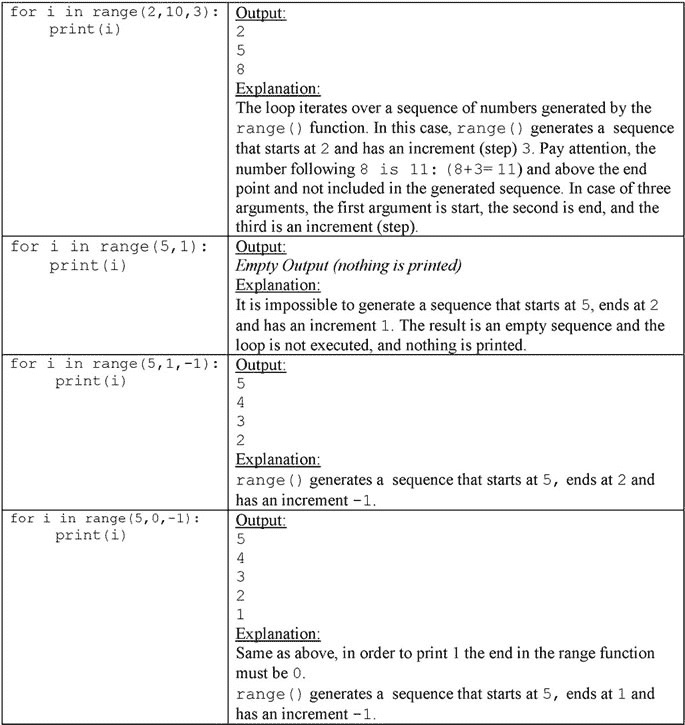 for i in range(2,10,3):
print(i)
Output:
2
5
8
Explanation:
The loop iterates over a sequence of numbers generated by the
range() function. In this case, range() generates a sequence
that starts at 2 and has an increment (step) 3. Pay attention, the
number following 8 is 11: (8+3= 11) and above the end
point and not included in the generated sequence. In case of three
arguments, the first argument is start, the second is end, and the
third is an increment (step).
for i in range(5,1):
print(i)
Output:
Empty Output (nothing is printed)
Explanation:
It is impossible to generate a sequence that starts at 5, ends at 2
and has an increment 1. The result is an empty sequence and the
loop is not executed, and nothing is printed.
for i in range(5,1,-1):
print(i)
Output:
5
4
3
2
Explanation:
range() generates a sequence that starts at 5, ends at 2 and
has an increment -1.
for i in range(5,0,-1):
print(i)
Output:
5
4
3
2
1
Explanation:
Same as above, in order to print 1 the end in the range function
must be 0.
range() generates a sequence that starts at 5, ends at 1 and
has an increment -1.